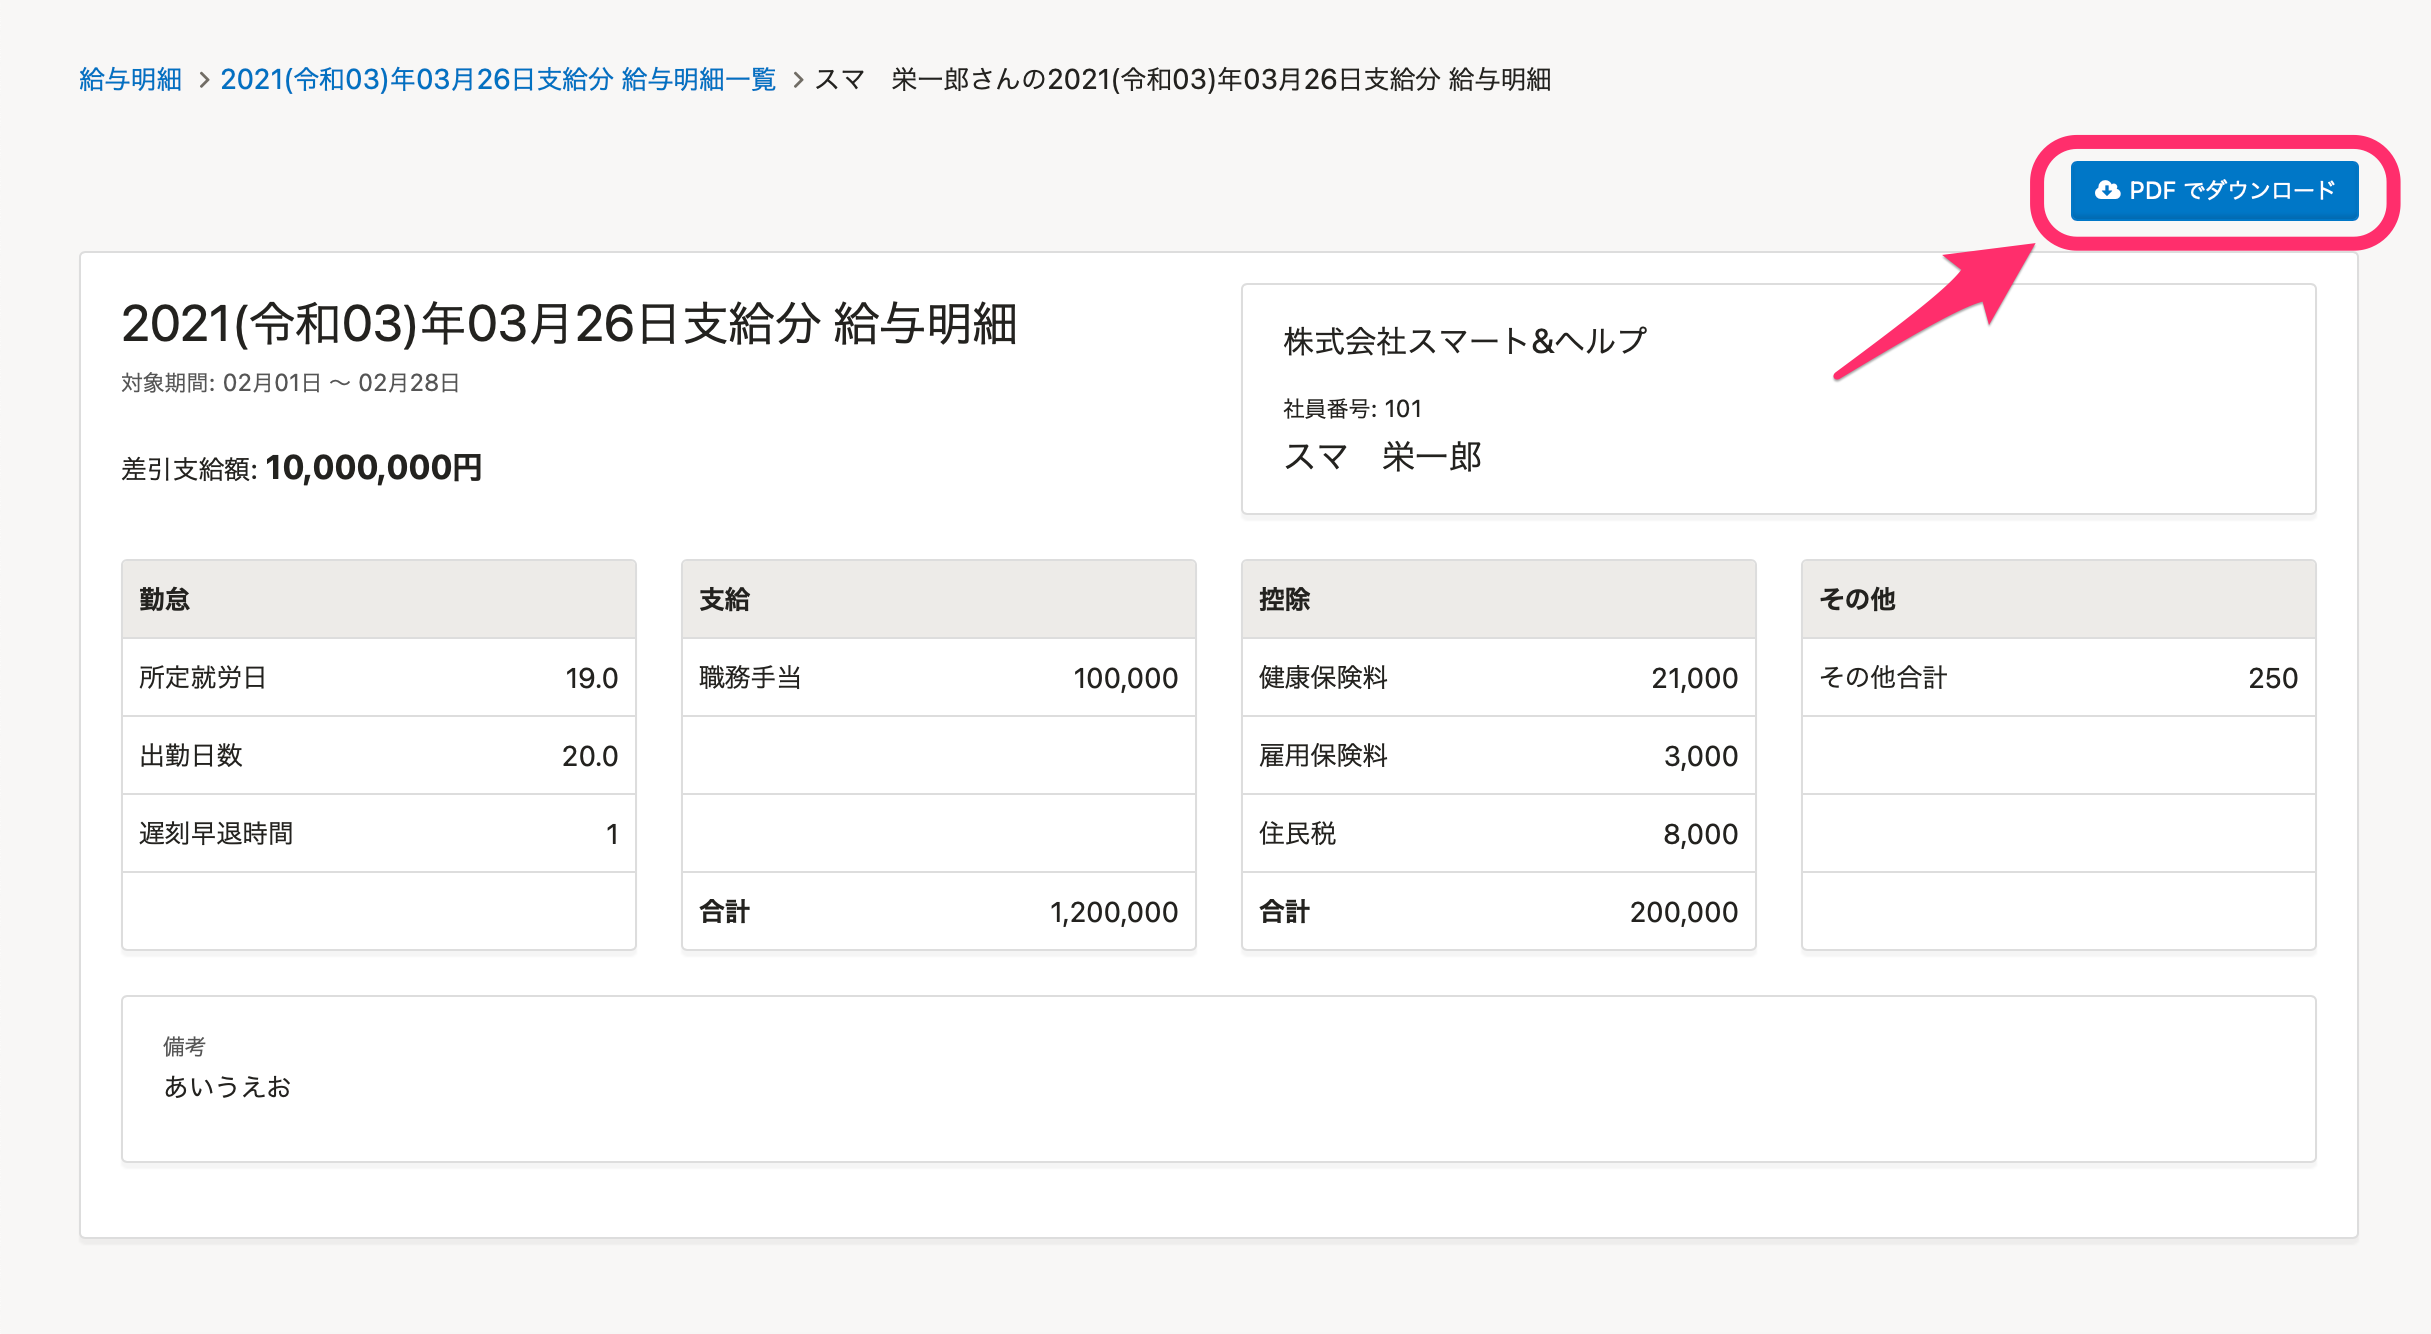 給与明細 > 2021(令和03)年03月26日支給分 給与明細一覧 > スマ　栄一郎さんの2021(令和03)年03月26日支給分 給与明細
PDF でダウンロード
2021(令和03)年03月26日支給分 給与明細
対象期間: 02月01日 〜 02月28日
差引支給額: 10,000,000円
株式会社スマート&ヘルプ
社員番号: 101
スマ　栄一郎
勤怠
所定就労日 19.0
出勤日数 20.0
遅刻早退時間 1
支給
職務手当 100,000
合計 1,200,000
控除
健康保険料 21,000
雇用保険料 3,000
住民税 8,000
合計 200,000
その他
その他合計 250
備考
あいうえお